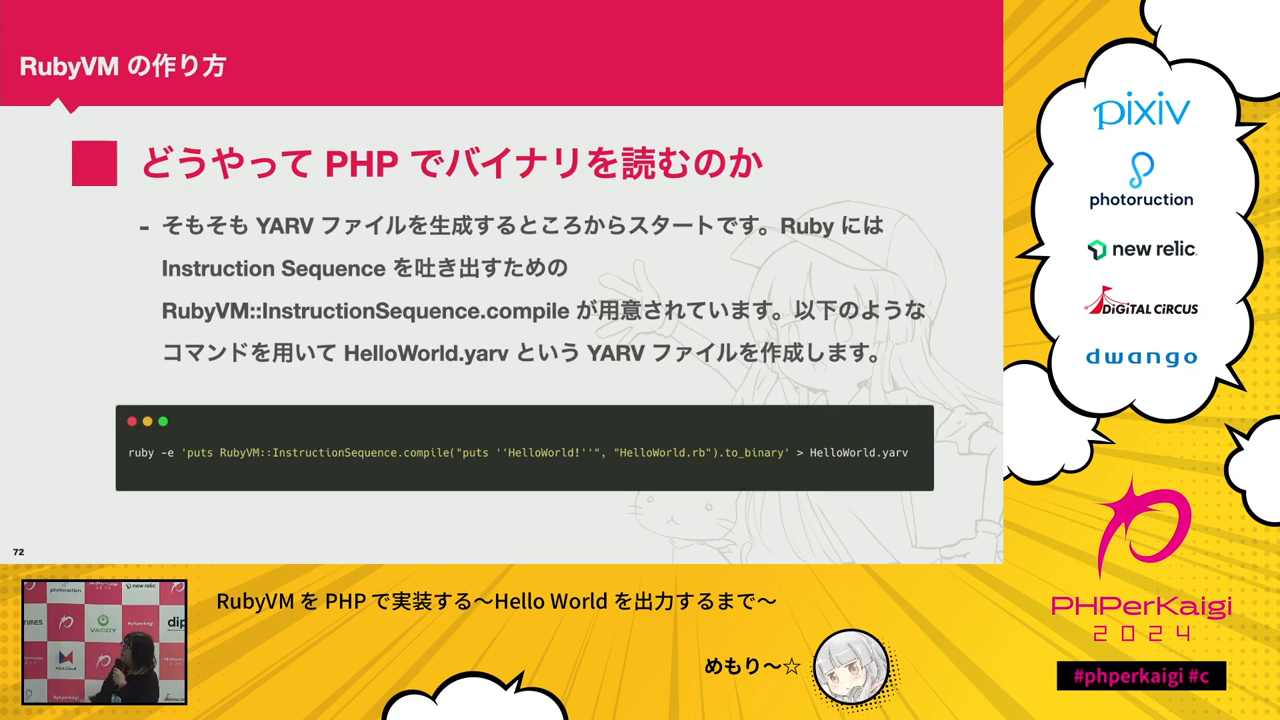 RubyVM の作り方
どうやって PHP でバイナリを読むのか
- そもそも YARV ファイルを生成するところからスタートです。Ruby には
Instruction Sequence を吐き出すための
RubyVM::InstructionSequence.compile が用意されています。以下のような
コマンドを用いて HelloWorld.yarv という YARV ファイルを作成します。
ruby -e 'puts RubyVM::InstructionSequence.compile("puts ''HelloWorld!''", "HelloWorld.rb").to_binary' > HelloWorld.yarv
72
pixiv
photoruction
new relic
DiGiTAL CiRCUS
dwango
PHPerKaigi
2024
#phperkaigi #c
RubyVM を PHP で実装する〜Hello World を出力するまで〜
めもり〜☆
photoruction
new relic
VADDY
#phperkaigi
dip
#phperkaigi